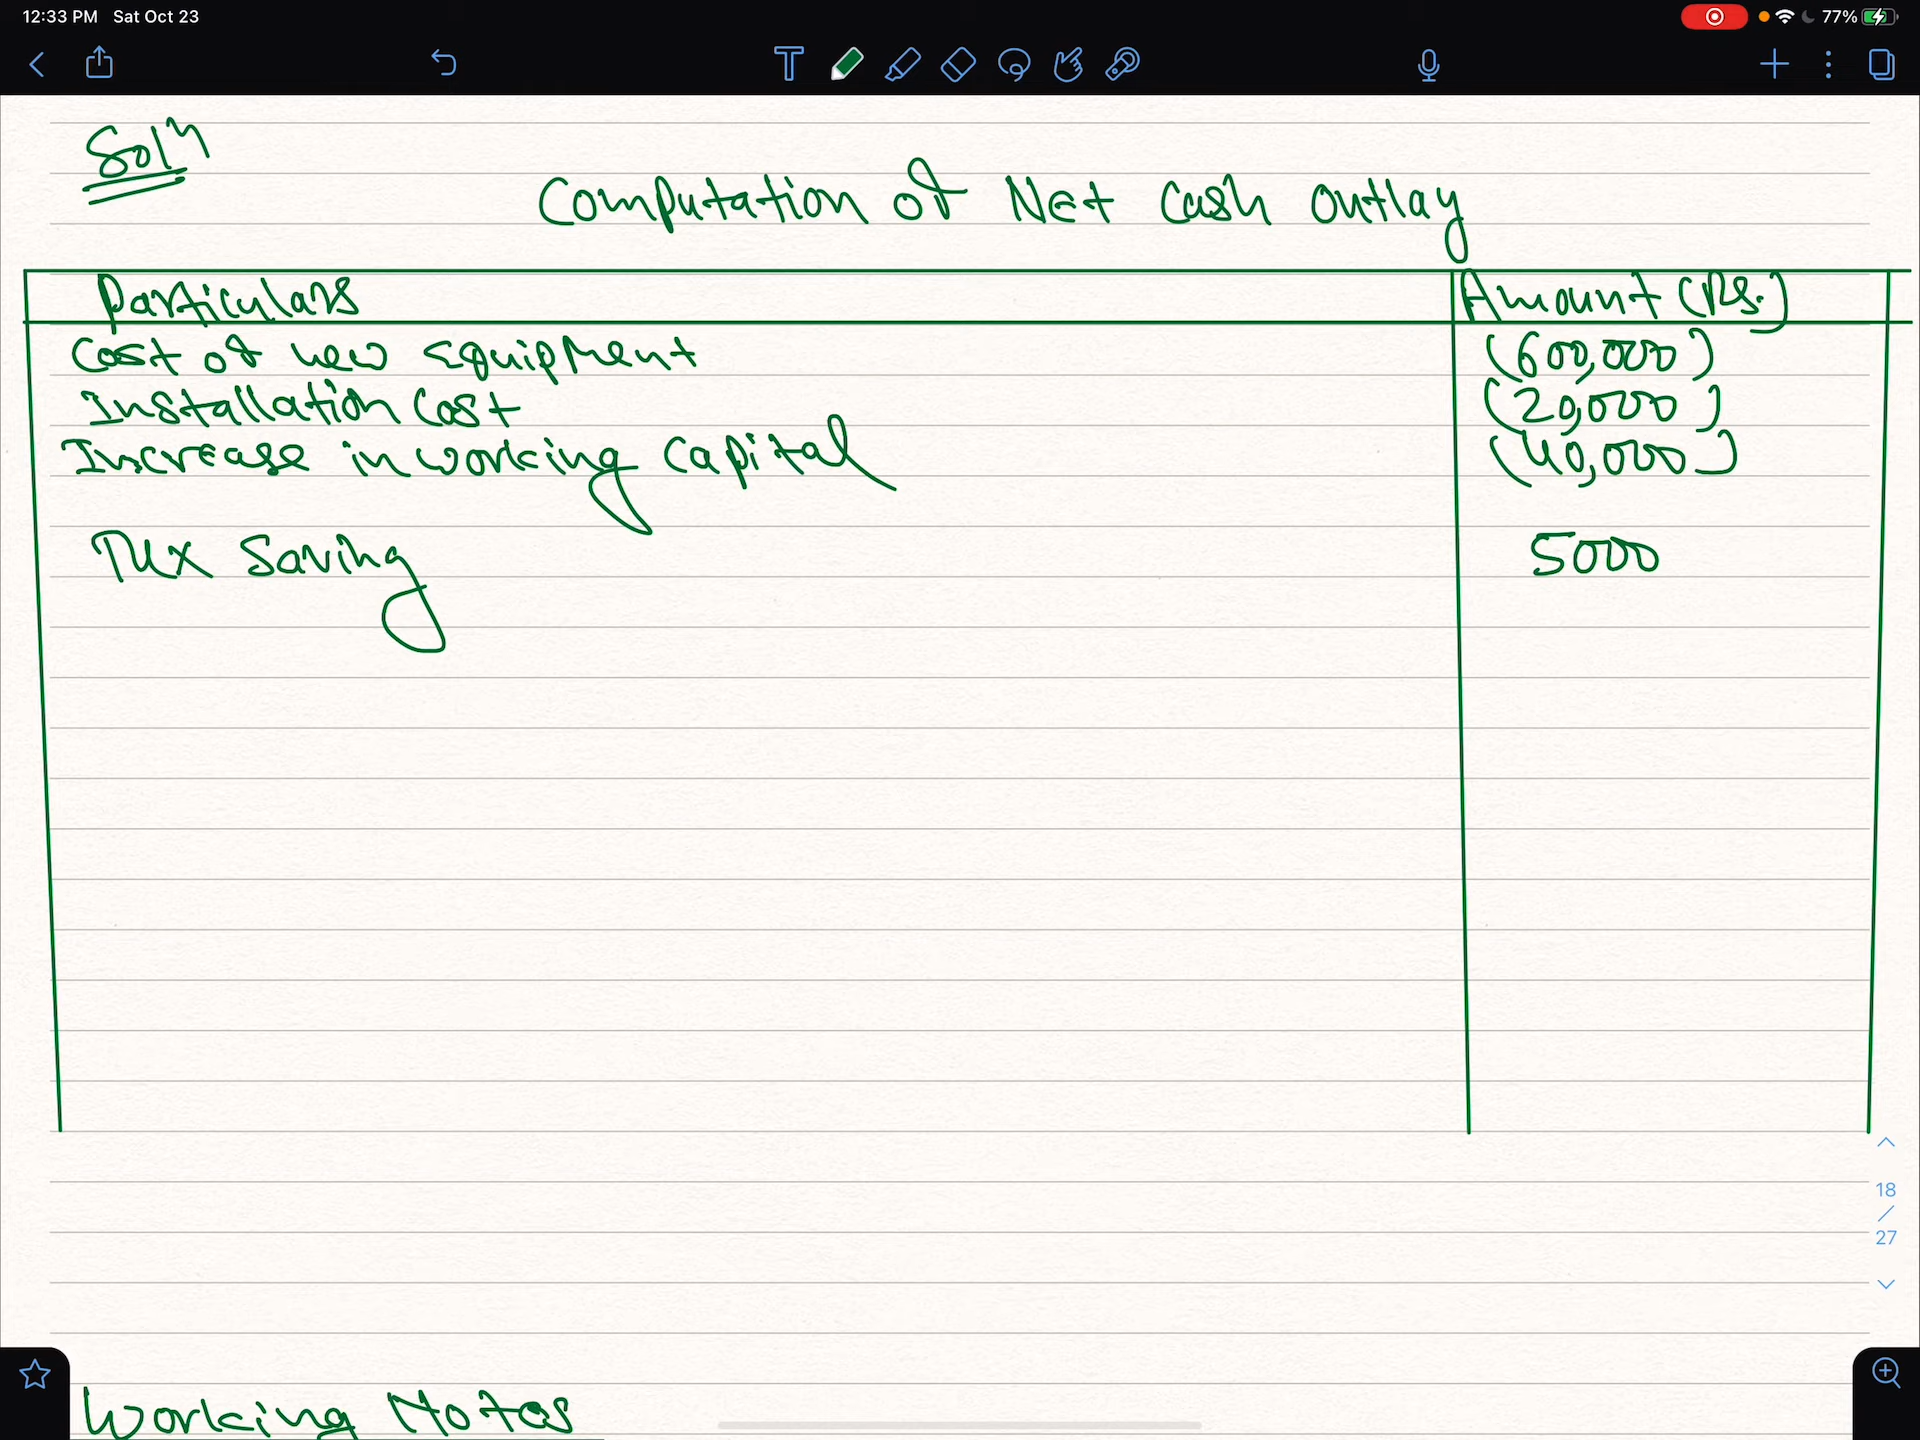 12:33 PM Sat Oct 23
77%
Solⁿ
Computation of Net Cash Outlay
Particulars Amount (Rs.)
Cost of new Equipment (600,000)
Installation Cost (20,000)
Increase in working Capital (40,000)
Tax Saving 5000
18
/
27
Working Notes